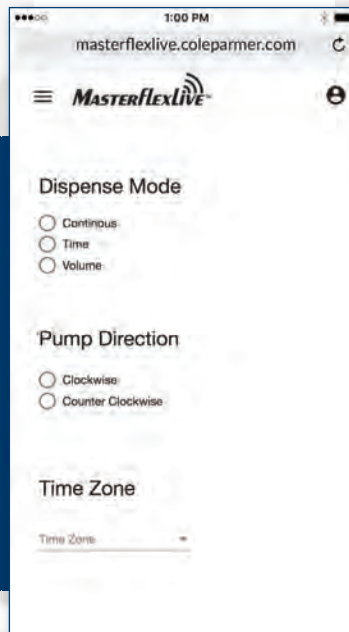 1:00 PM
masterflexlive.coleparmer.com
MASTERFLEXLIVE™
Dispense Mode
Continous
Time
Volume
Pump Direction
Clockwise
Counter Clockwise
Time Zone
Time Zone